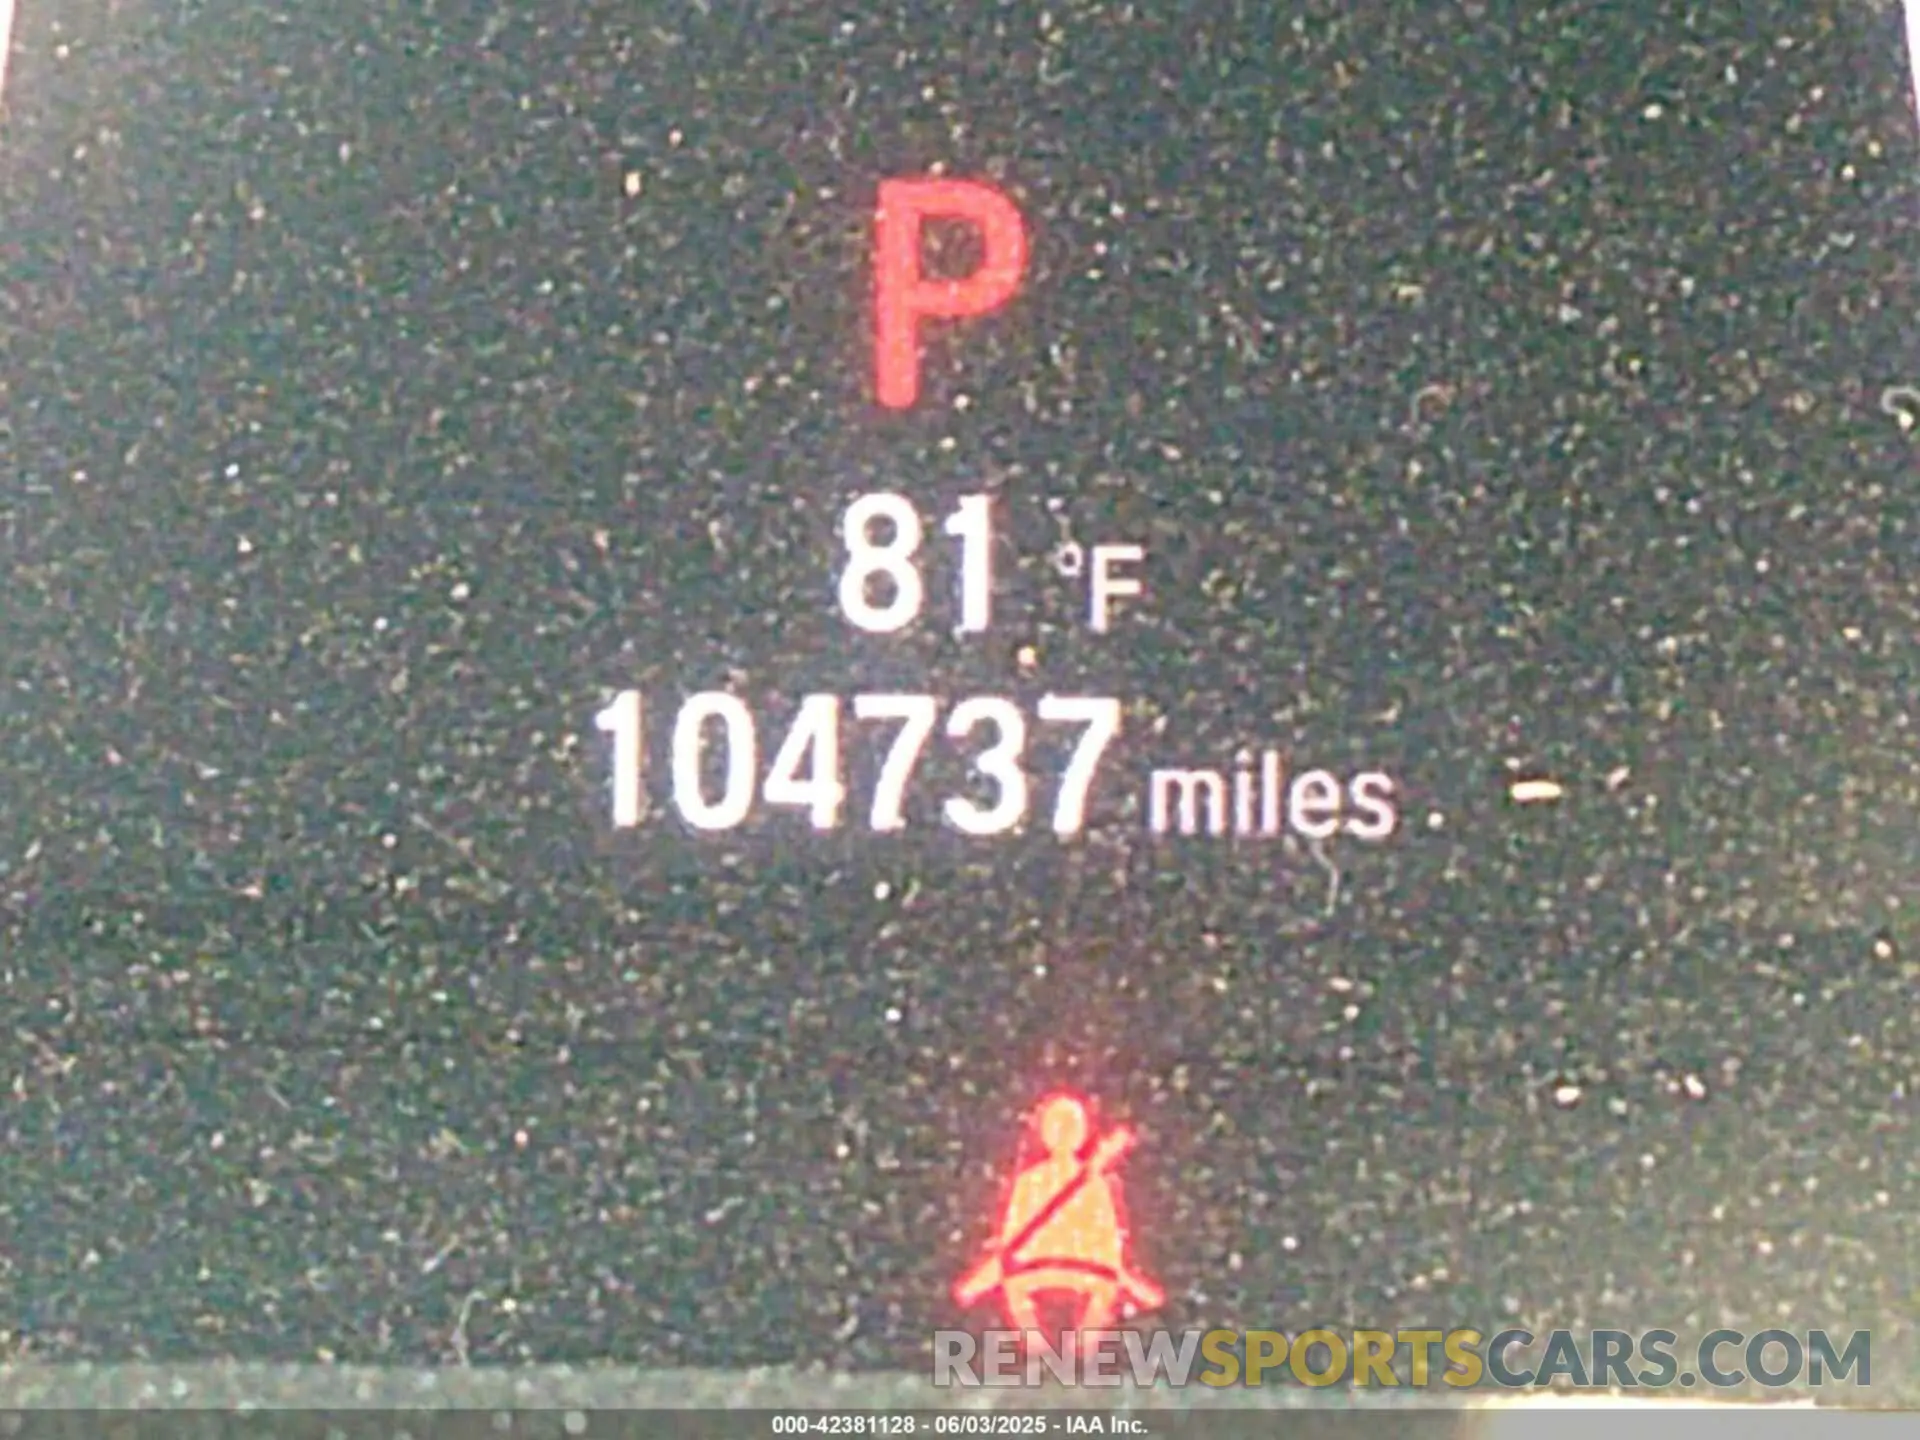 P
81 °F
104737 miles
RENEWSPORTSCARS.COM
000-42381128 - 06/03/2025 - IAA Inc.